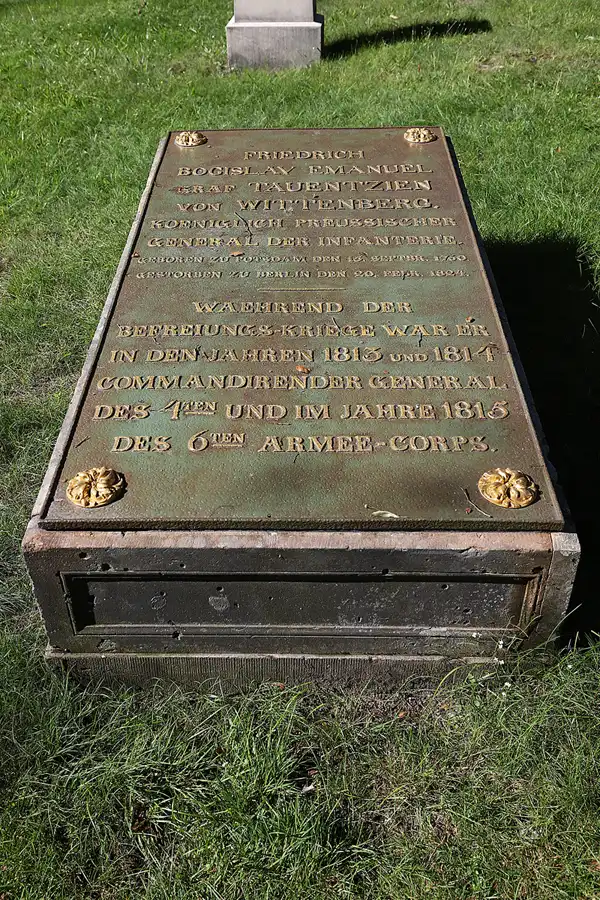 FRIEDRICH
BOGISLAV EMANUEL
GRAF TAUENTZIEN
VON WITTENBERG.
KOENIGLICH PREUSSISCHER
GENERAL DER INFANTERIE.
GEBOREN ZU POTSDAM DEN 15. SEPTBR. 1760
GESTORBEN ZU BERLIN DEN 20. FEBR. 1824.
WAEHREND DER
BEFREIUNGS-KRIEGE WAR ER
IN DEN JAHREN 1813 UND 1814
COMMANDIRENDER GENERAL
DES 4TEN UND IM JAHRE 1815
DES 6TEN ARMEE-CORPS.